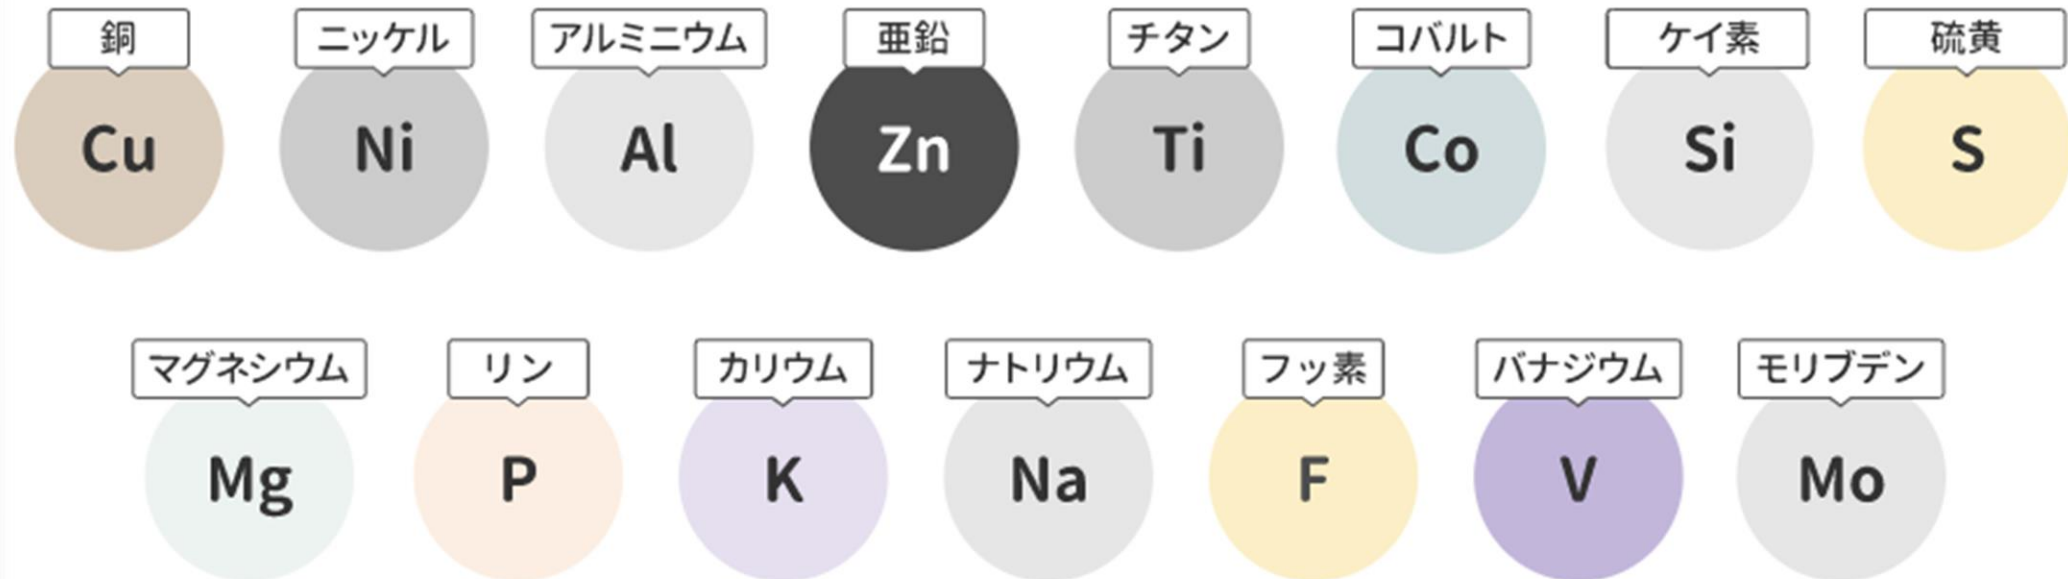 銅 ニッケル アルミニウム 亜鉛 チタン コバルト ケイ素 硫黄
Cu Ni Al Zn Ti Co Si S
マグネシウム リン カリウム ナトリウム フッ素 バナジウム モリブデン
Mg P K Na F V Mo